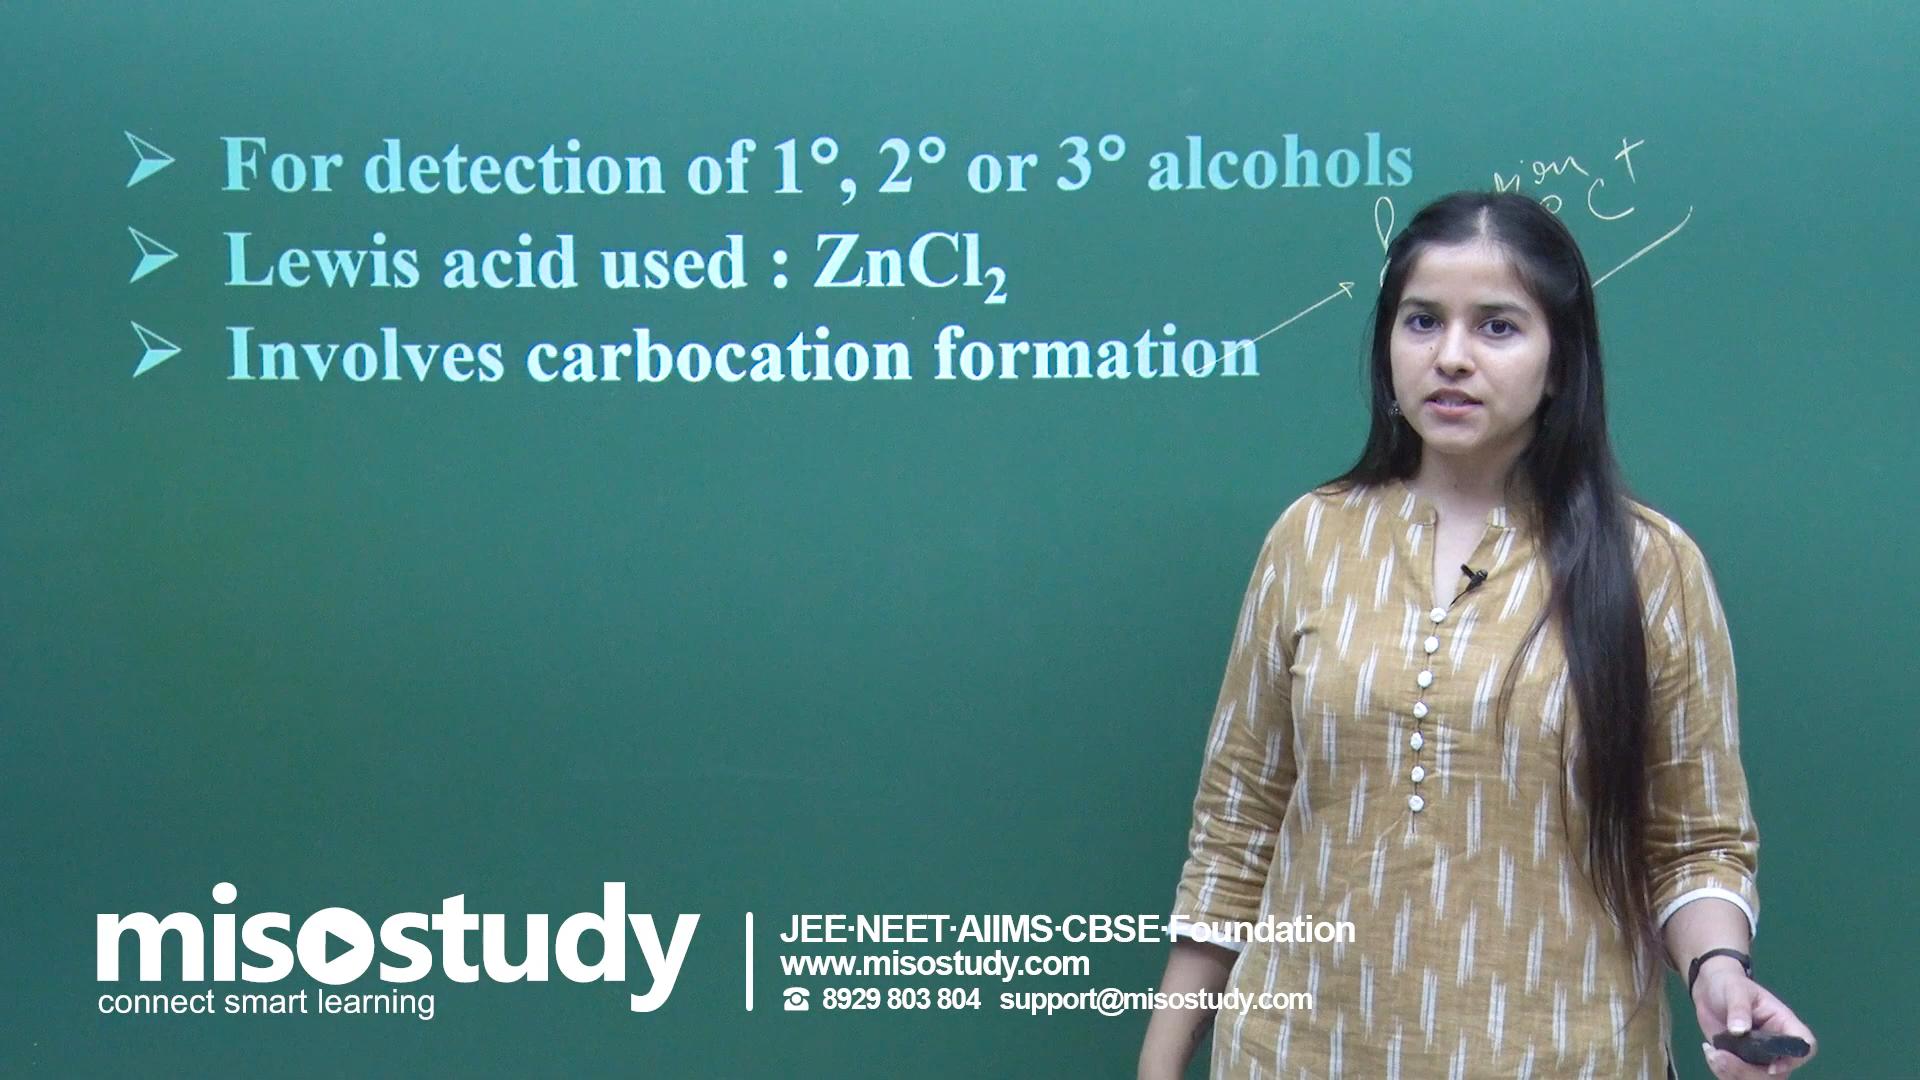 ➢ For detection of 1°, 2° or 3° alcohols
➢ Lewis acid used : ZnCl₂
➢ Involves carbocation formation
misostudy
connect smart learning
JEE·NEET·AIIMS·CBSE·Foundation
www.misostudy.com
☎ 8929 803 804 support@misostudy.com